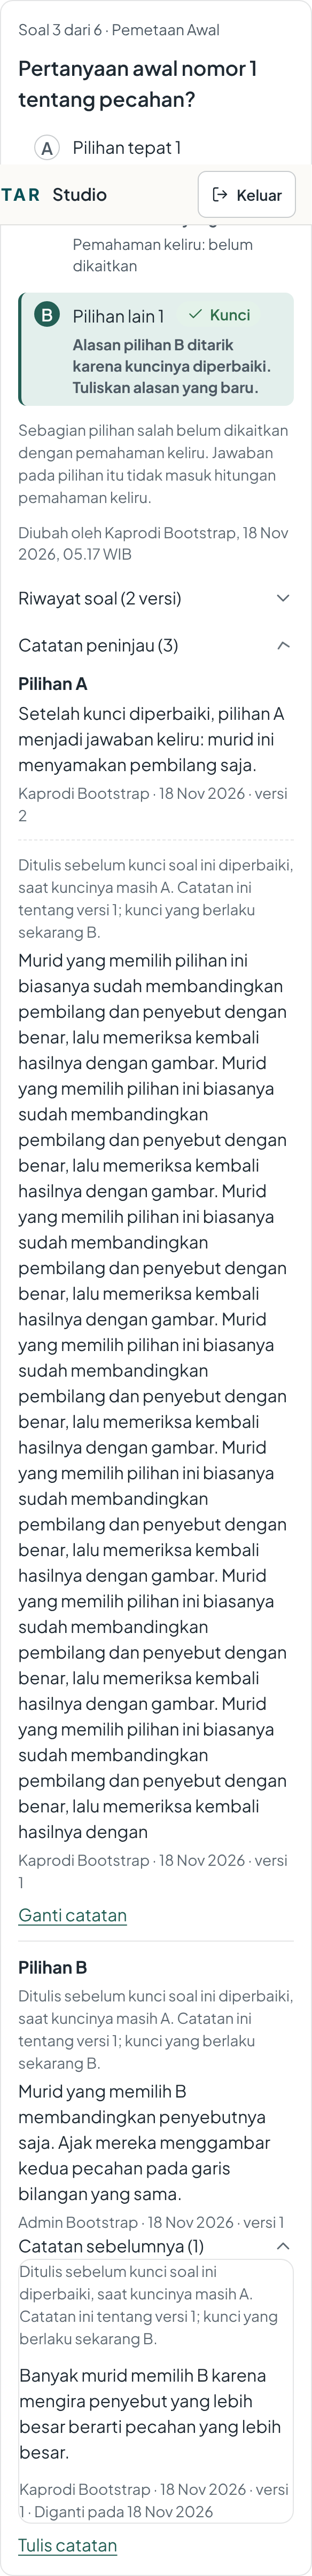 Soal 3 dari 6 · Pemetaan Awal
Pertanyaan awal nomor 1
tentang pecahan?
A Pilihan tepat 1
TAR Studio
Keluar
Pemahaman keliru: belum
dikaitkan
B Pilihan lain 1 Kunci
Alasan pilihan B ditarik
karena kuncinya diperbaiki.
Tuliskan alasan yang baru.
Sebagian pilihan salah belum dikaitkan
dengan pemahaman keliru. Jawaban
pada pilihan itu tidak masuk hitungan
pemahaman keliru.
Diubah oleh Kaprodi Bootstrap, 18 Nov
2026, 05.17 WIB
Riwayat soal (2 versi)
Catatan peninjau (3)
Pilihan A
Setelah kunci diperbaiki, pilihan A
menjadi jawaban keliru: murid ini
menyamakan pembilang saja.
Kaprodi Bootstrap · 18 Nov 2026 · versi
2
Ditulis sebelum kunci soal ini diperbaiki,
saat kuncinya masih A. Catatan ini
tentang versi 1; kunci yang berlaku
sekarang B.
Murid yang memilih pilihan ini
biasanya sudah membandingkan
pembilang dan penyebut dengan
benar, lalu memeriksa kembali
hasilnya dengan gambar. Murid
yang memilih pilihan ini biasanya
sudah membandingkan
pembilang dan penyebut dengan
benar, lalu memeriksa kembali
hasilnya dengan gambar. Murid
yang memilih pilihan ini biasanya
sudah membandingkan
pembilang dan penyebut dengan
benar, lalu memeriksa kembali
hasilnya dengan gambar. Murid
yang memilih pilihan ini biasanya
sudah membandingkan
pembilang dan penyebut dengan
benar, lalu memeriksa kembali
hasilnya dengan gambar. Murid
yang memilih pilihan ini biasanya
sudah membandingkan
pembilang dan penyebut dengan
benar, lalu memeriksa kembali
hasilnya dengan gambar. Murid
yang memilih pilihan ini biasanya
sudah membandingkan
pembilang dan penyebut dengan
benar, lalu memeriksa kembali
hasilnya dengan gambar. Murid
yang memilih pilihan ini biasanya
sudah membandingkan
pembilang dan penyebut dengan
benar, lalu memeriksa kembali
hasilnya dengan
Kaprodi Bootstrap · 18 Nov 2026 · versi
1
Ganti catatan
Pilihan B
Ditulis sebelum kunci soal ini diperbaiki,
saat kuncinya masih A. Catatan ini
tentang versi 1; kunci yang berlaku
sekarang B.
Murid yang memilih B
membandingkan penyebutnya
saja. Ajak mereka menggambar
kedua pecahan pada garis
bilangan yang sama.
Admin Bootstrap · 18 Nov 2026 · versi 1
Catatan sebelumnya (1)
Ditulis sebelum kunci soal ini
diperbaiki, saat kuncinya masih A.
Catatan ini tentang versi 1; kunci yang
berlaku sekarang B.
Banyak murid memilih B karena
mengira penyebut yang lebih
besar berarti pecahan yang lebih
besar.
Kaprodi Bootstrap · 18 Nov 2026 · versi
1 · Diganti pada 18 Nov 2026
Tulis catatan